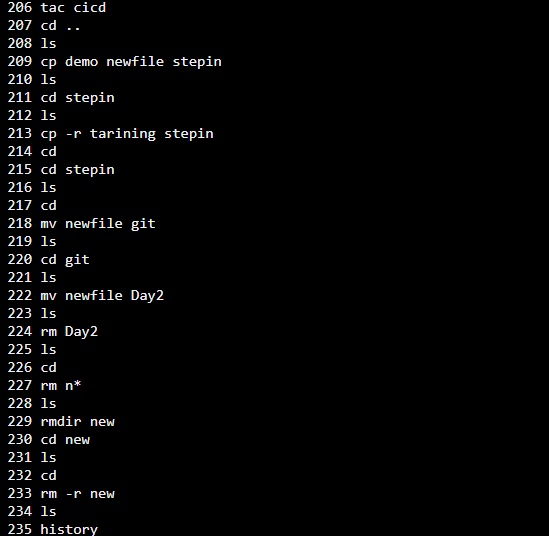 206 tac cicd
207 cd ..
208 ls
209 cp demo newfile stepin
210 ls
211 cd stepin
212 ls
213 cp -r tarining stepin
214 cd
215 cd stepin
216 ls
217 cd
218 mv newfile git
219 ls
220 cd git
221 ls
222 mv newfile Day2
223 ls
224 rm Day2
225 ls
226 cd
227 rm n*
228 ls
229 rmdir new
230 cd new
231 ls
232 cd
233 rm -r new
234 ls
235 history